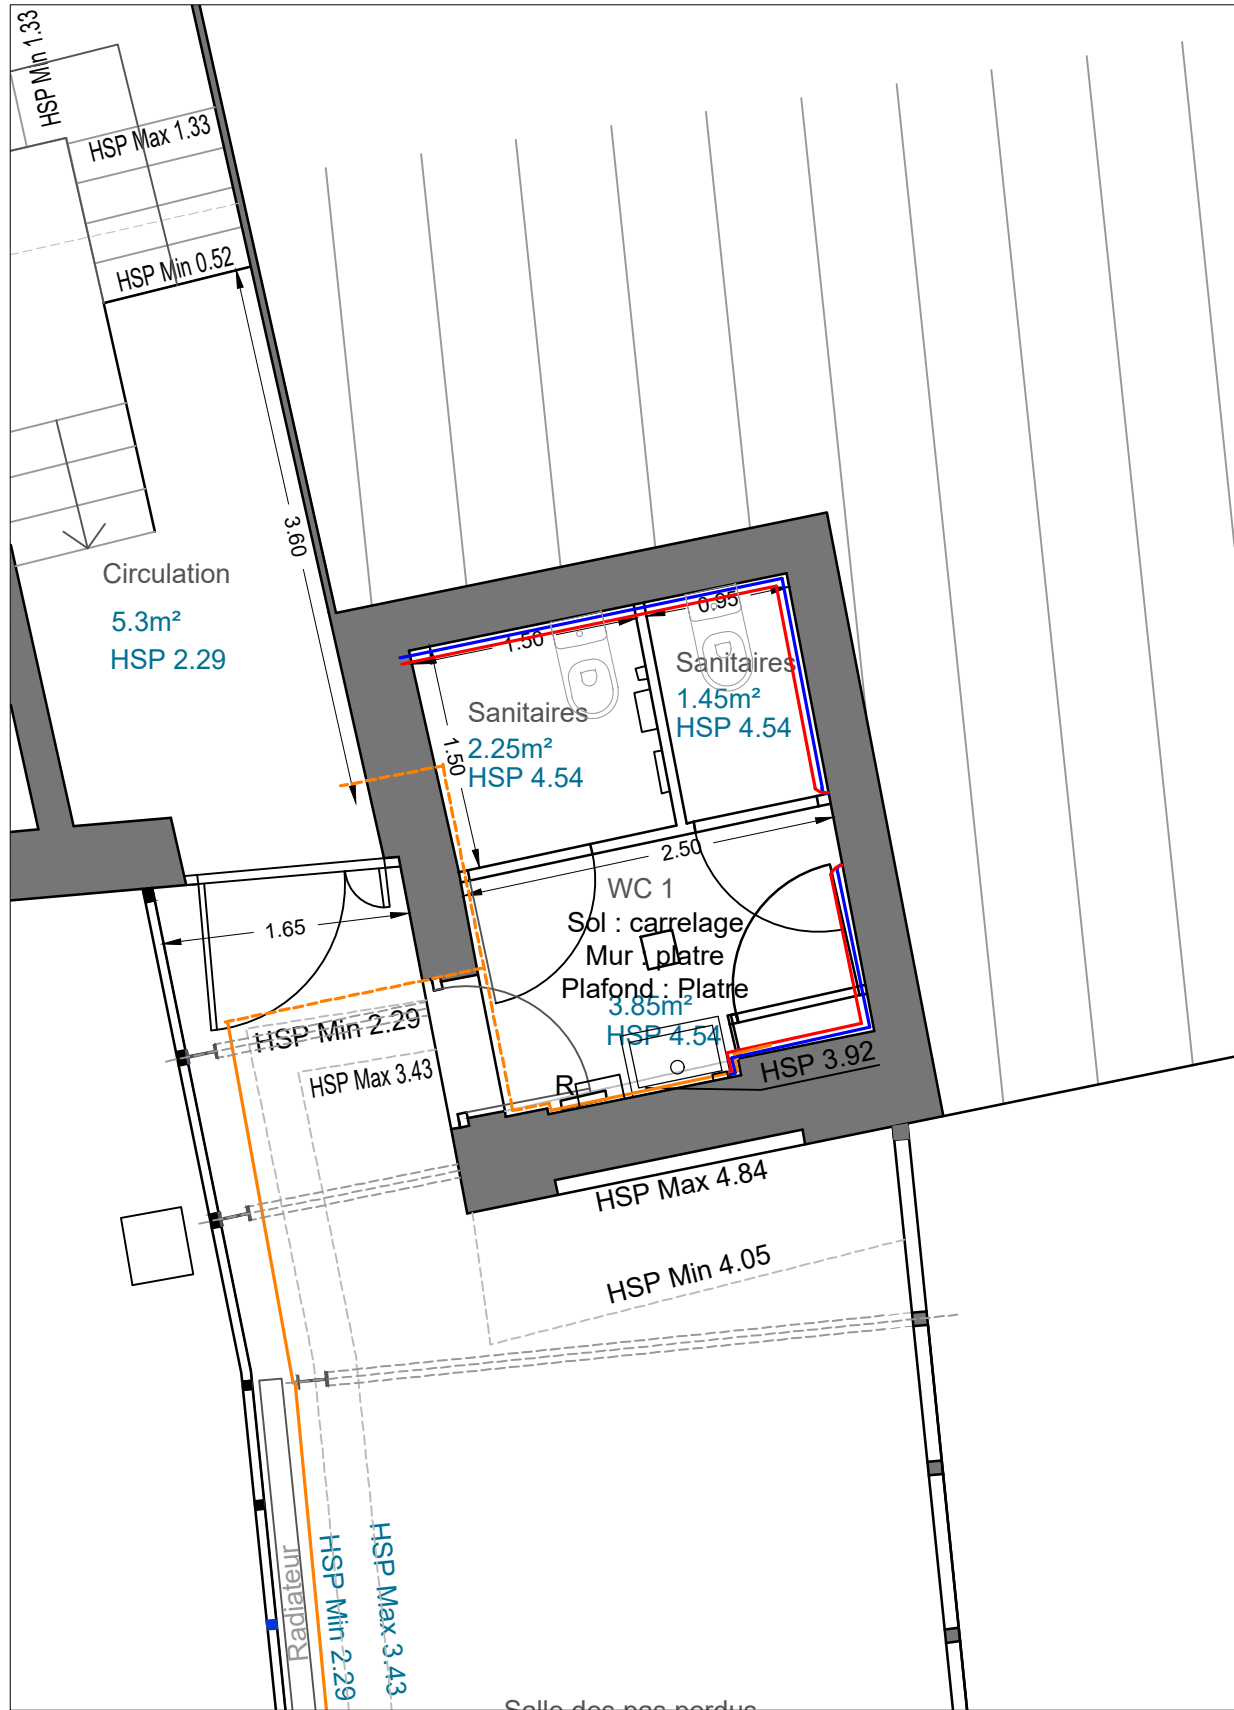 HSP Min 1.33
HSP Max 1.33
HSP Min 0.52
3.60
Circulation
5.3m²
HSP 2.29
1.50
0.95
Sanitaires
1.45m²
HSP 4.54
Sanitaires
2.25m²
HSP 4.54
1.50
2.50
WC 1
Sol : carrelage
Mur : platre
Plafond : Platre
3.85m²
HSP 4.54
1.65
HSP Min 2.29
HSP Max 3.43
R
HSP 3.92
HSP Max 4.84
HSP Min 4.05
Radiateur
HSP Min 2.29
HSP Max 3.43
Salle des pas perdus